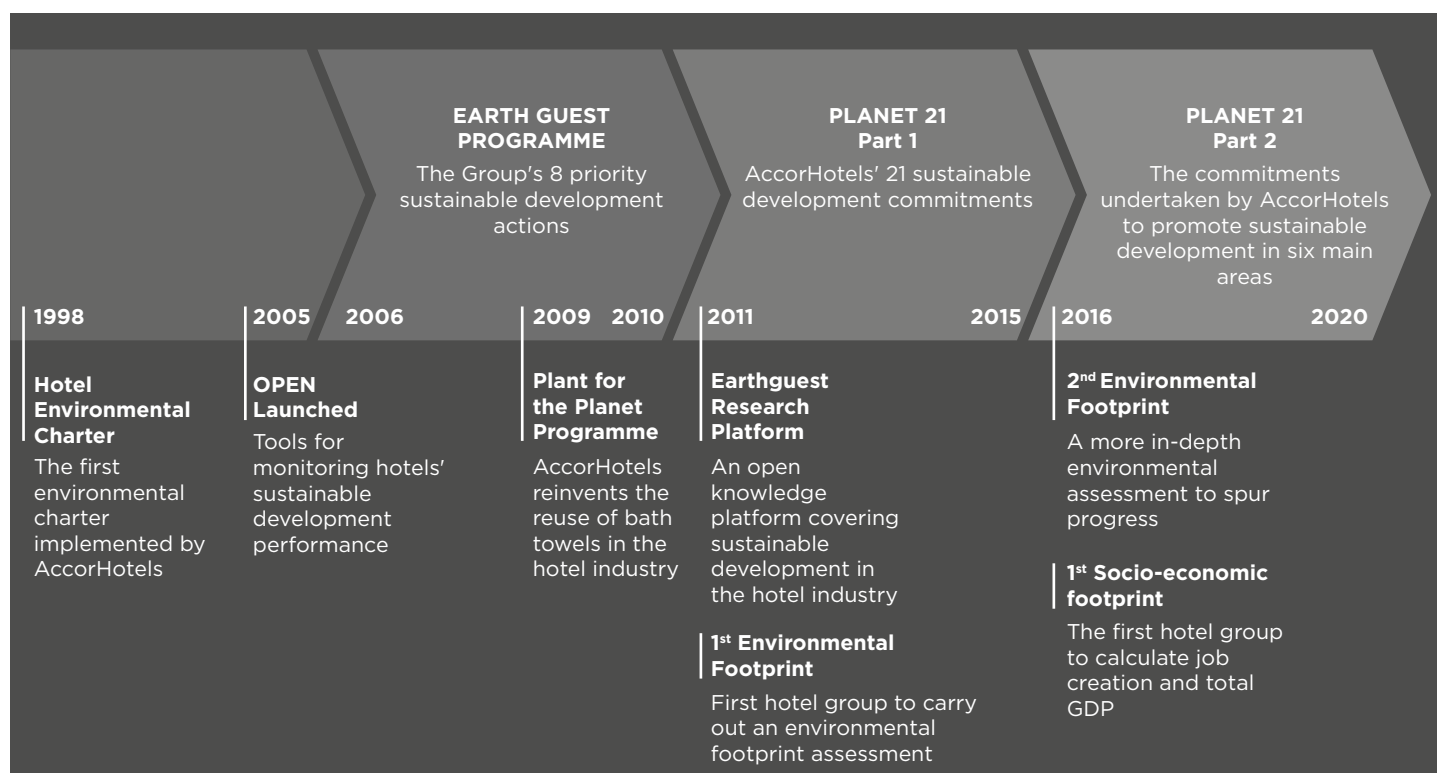 EARTH GUEST
PROGRAMME
The Group's 8 priority
sustainable development
actions
PLANET 21
Part 1
AccorHotels' 21 sustainable
development commitments
PLANET 21
Part 2
The commitments
undertaken by AccorHotels
to promote sustainable
development in six main
areas
1998
2005
2006
2009
2010
2011
2015
2016
2020
Hotel
Environmental
Charter
The first
environmental
charter
implemented by
AccorHotels
OPEN
Launched
Tools for
monitoring hotels'
sustainable
development
performance
Plant for
the Planet
Programme
AccorHotels
reinvents the
reuse of bath
towels in the
hotel industry
Earthguest
Research
Platform
An open
knowledge
platform covering
sustainable
development in
the hotel industry
1st Environmental
Footprint
First hotel group to carry
out an environmental
footprint assessment
2nd Environmental
Footprint
A more in-depth
environmental
assessment to spur
progress
1st Socio-economic
footprint
The first hotel group
to calculate job
creation and total
GDP